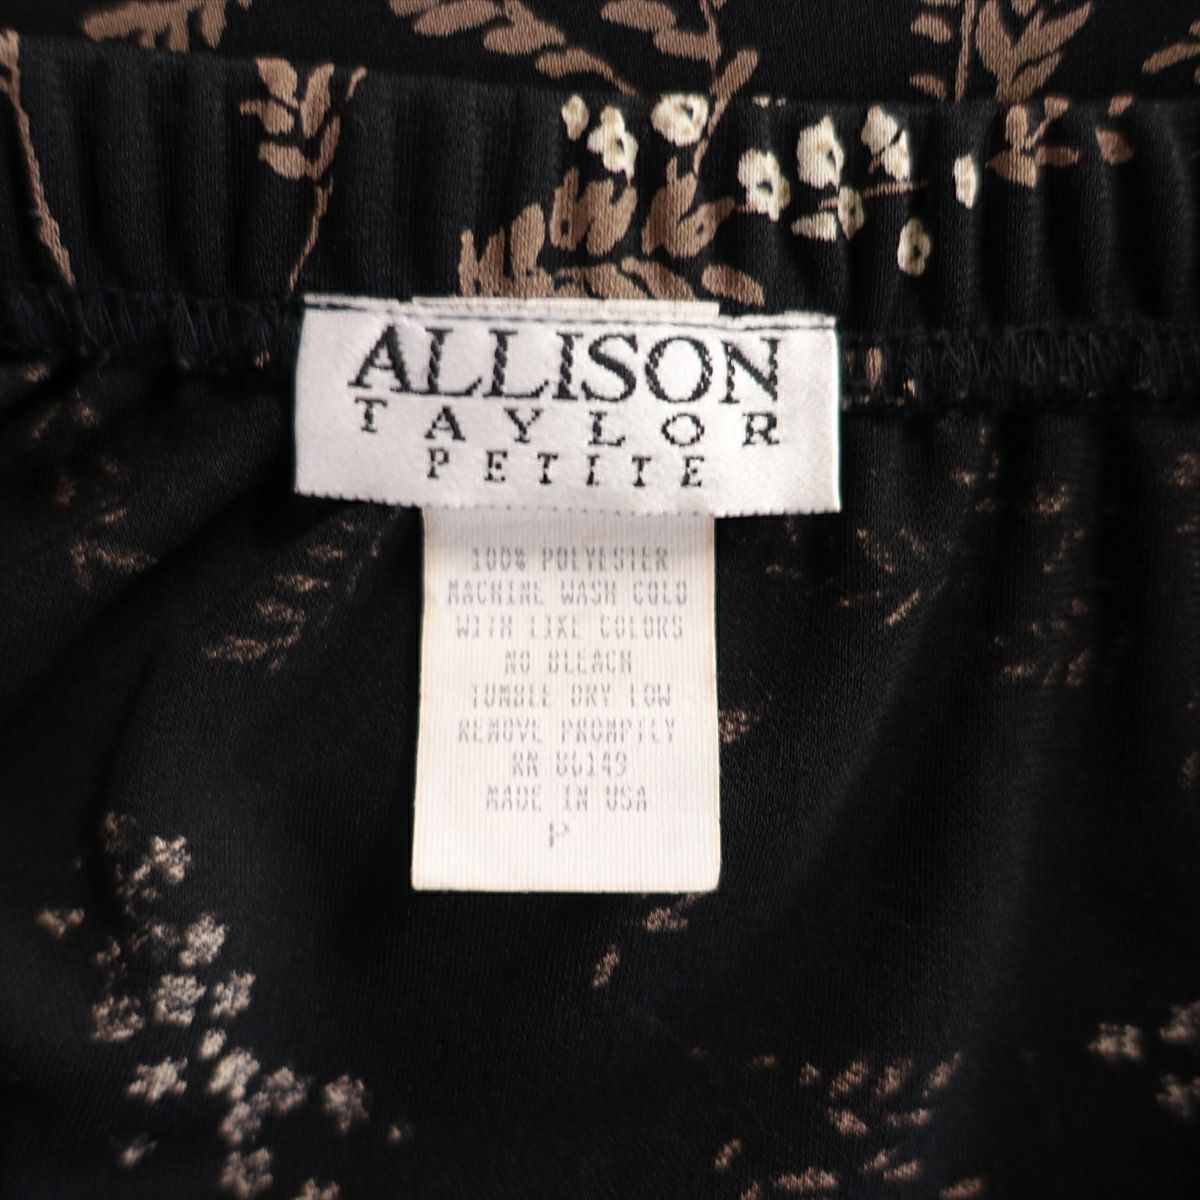 ALLISON
TAYLOR
PETITE
100% POLYESTER
MACHINE WASH COLD
WITH LIKE COLORS
NO BLEACH
TUMBLE DRY LOW
REMOVE PROMPTLY
RN 86149
MADE IN USA
P